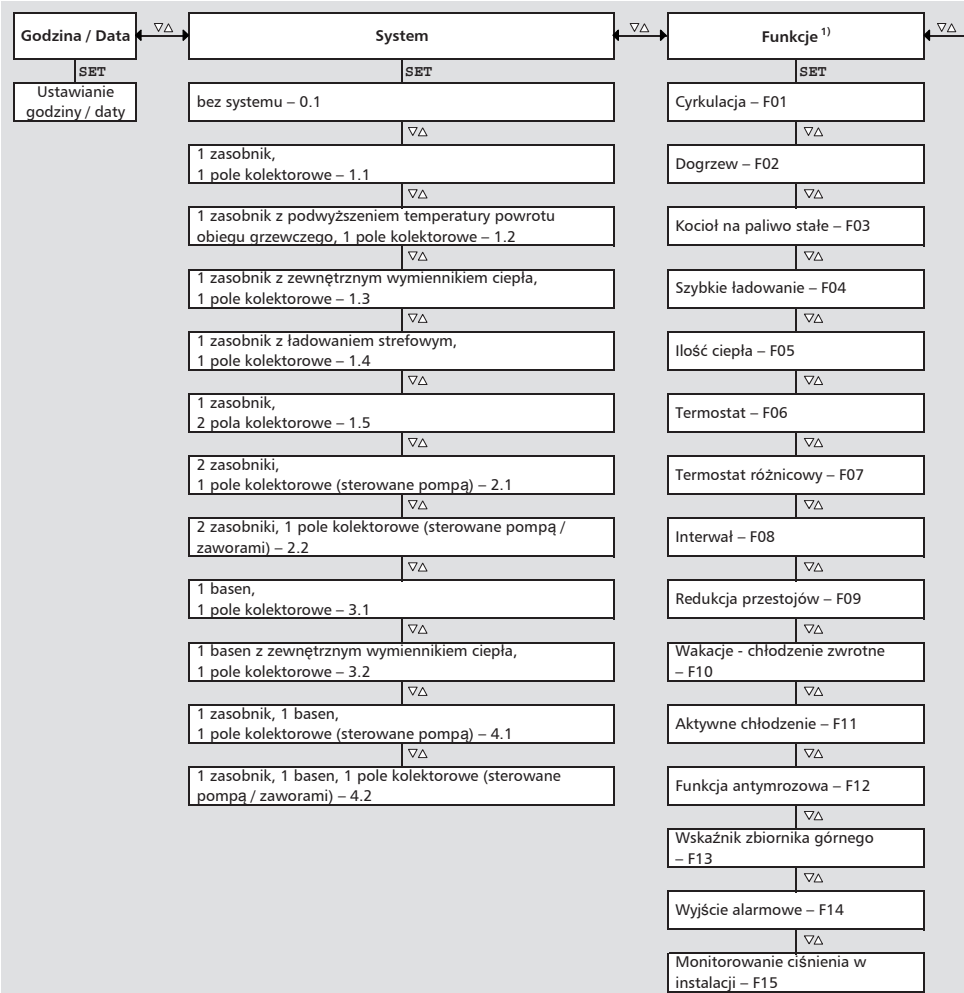 Godzina / Data
▽△
System
▽△
Funkcje 1)
▽△
SET
SET
SET
Ustawianie
godziny / daty
bez systemu – 0.1
▽△
1 zasobnik,
1 pole kolektorowe – 1.1
▽△
1 zasobnik z podwyższeniem temperatury powrotu
obiegu grzewczego, 1 pole kolektorowe – 1.2
▽△
1 zasobnik z zewnętrznym wymiennikiem ciepła,
1 pole kolektorowe – 1.3
▽△
1 zasobnik z ładowaniem strefowym,
1 pole kolektorowe – 1.4
▽△
1 zasobnik,
2 pola kolektorowe – 1.5
▽△
2 zasobniki,
1 pole kolektorowe (sterowane pompą) – 2.1
▽△
2 zasobniki, 1 pole kolektorowe (sterowane pompą /
zaworami) – 2.2
▽△
1 basen,
1 pole kolektorowe – 3.1
▽△
1 basen z zewnętrznym wymiennikiem ciepła,
1 pole kolektorowe – 3.2
▽△
1 zasobnik, 1 basen,
1 pole kolektorowe (sterowane pompą) – 4.1
▽△
1 zasobnik, 1 basen, 1 pole kolektorowe (sterowane
pompą / zaworami) – 4.2
Cyrkulacja – F01
▽△
Dogrzew – F02
▽△
Kocioł na paliwo stałe – F03
▽△
Szybkie ładowanie – F04
▽△
Ilość ciepła – F05
▽△
Termostat – F06
▽△
Termostat różnicowy – F07
▽△
Interwał – F08
▽△
Redukcja przestojów – F09
▽△
Wakacje - chłodzenie zwrotne
– F10
▽△
Aktywne chłodzenie – F11
▽△
Funkcja antymrozowa – F12
▽△
Wskaźnik zbiornika górnego
– F13
▽△
Wyjście alarmowe – F14
▽△
Monitorowanie ciśnienia w
instalacji – F15